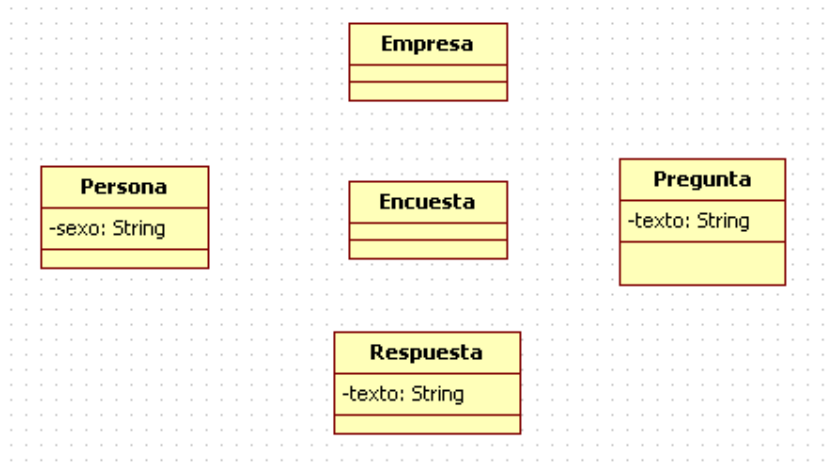 Empresa
Persona
-sexo: String
Encuesta
Pregunta
-texto: String
Respuesta
-texto: String